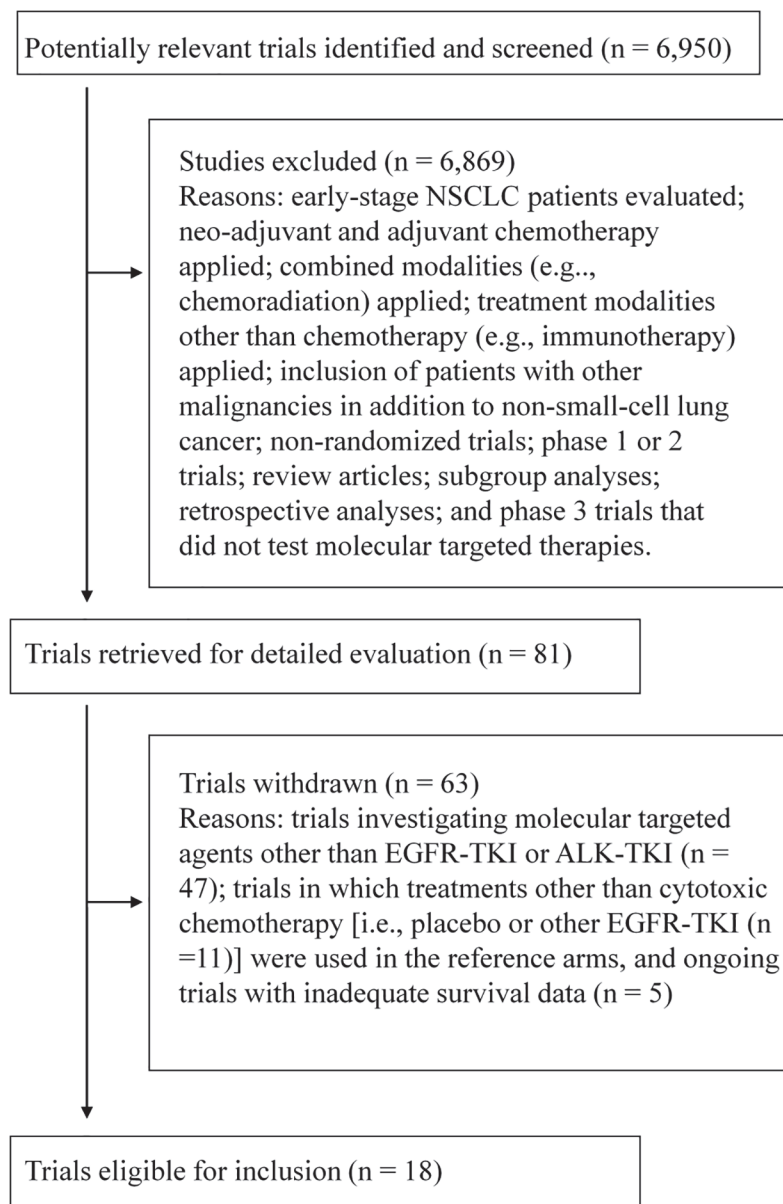 Potentially relevant trials identified and screened (n = 6,950)
Studies excluded (n = 6,869)
Reasons: early-stage NSCLC patients evaluated;
neo-adjuvant and adjuvant chemotherapy
applied; combined modalities (e.g..,
chemoradiation) applied; treatment modalities
other than chemotherapy (e.g., immunotherapy)
applied; inclusion of patients with other
malignancies in addition to non-small-cell lung
cancer; non-randomized trials; phase 1 or 2
trials; review articles; subgroup analyses;
retrospective analyses; and phase 3 trials that
did not test molecular targeted therapies.
Trials retrieved for detailed evaluation (n = 81)
Trials withdrawn (n = 63)
Reasons: trials investigating molecular targeted
agents other than EGFR-TKI or ALK-TKI (n =
47); trials in which treatments other than cytotoxic
chemotherapy [i.e., placebo or other EGFR-TKI (n
=11)] were used in the reference arms, and ongoing
trials with inadequate survival data (n = 5)
Trials eligible for inclusion (n = 18)